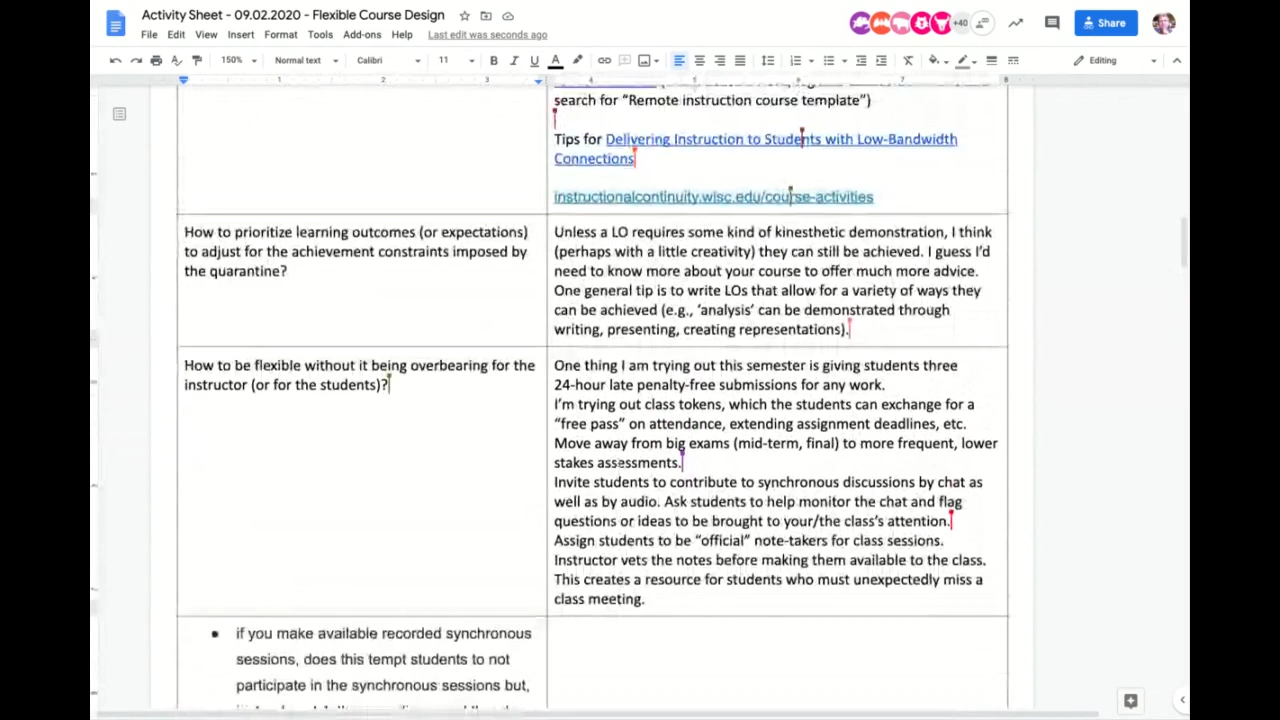 Activity Sheet - 09.02.2020 - Flexible Course Design
+40
Share
File Edit View Insert Format Tools Add-ons Help Last edit was seconds ago
150% Normal text Calibri 11 B I U A Editing
1 2 3 4 5 6 7 8
search for “Remote instruction course template”)
Tips for Delivering Instruction to Students with Low-Bandwidth
Connections
instructionalcontinuity.wisc.edu/course-activities
How to prioritize learning outcomes (or expectations)
to adjust for the achievement constraints imposed by
the quarantine?
Unless a LO requires some kind of kinesthetic demonstration, I think
(perhaps with a little creativity) they can still be achieved. I guess I’d
need to know more about your course to offer much more advice.
One general tip is to write LOs that allow for a variety of ways they
can be achieved (e.g., ‘analysis’ can be demonstrated through
writing, presenting, creating representations).
How to be flexible without it being overbearing for the
instructor (or for the students)?
One thing I am trying out this semester is giving students three
24-hour late penalty-free submissions for any work.
I’m trying out class tokens, which the students can exchange for a
“free pass” on attendance, extending assignment deadlines, etc.
Move away from big exams (mid-term, final) to more frequent, lower
stakes assessments.
Invite students to contribute to synchronous discussions by chat as
well as by audio. Ask students to help monitor the chat and flag
questions or ideas to be brought to your/the class’s attention.
Assign students to be “official” note-takers for class sessions.
Instructor vets the notes before making them available to the class.
This creates a resource for students who must unexpectedly miss a
class meeting.
● if you make available recorded synchronous
sessions, does this tempt students to not
participate in the synchronous sessions but,